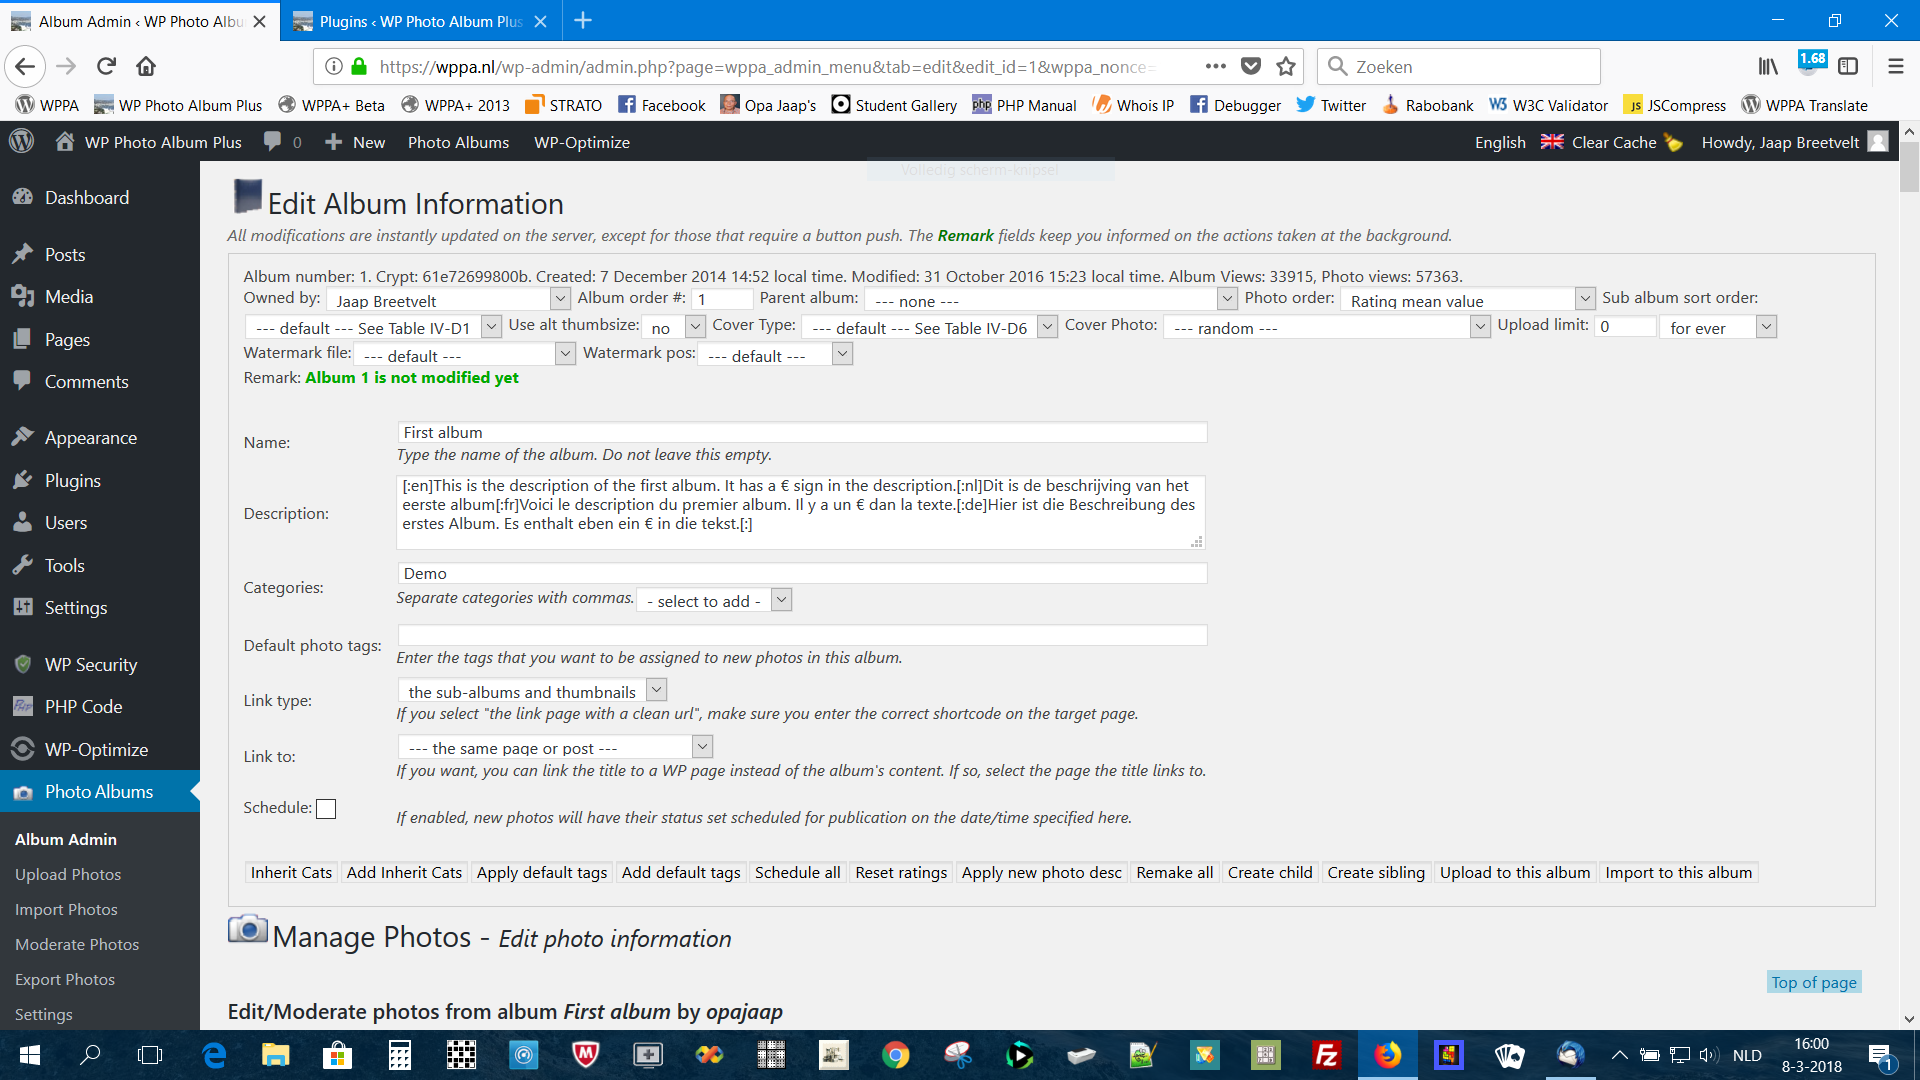 Album Admin ‹ WP Photo Albu
Plugins ‹ WP Photo Album Plus
https://wppa.nl/wp-admin/admin.php?page=wppa_admin_menu&tab=edit&edit_id=1&wppa_nonce=
Zoeken
1.68
WPPA
WP Photo Album Plus
WPPA+ Beta
WPPA+ 2013
STRATO
Facebook
Opa Jaap's
Student Gallery
php PHP Manual
Whois IP
Debugger
Twitter
Rabobank
W3 W3C Validator
JS JSCompress
WPPA Translate
WP Photo Album Plus
0
New
Photo Albums
WP-Optimize
English
Clear Cache
Howdy, Jaap Breetvelt
Volledig scherm-knipsel
Dashboard
Posts
Media
Pages
Comments
Appearance
Plugins
Users
Tools
Settings
WP Security
PHP PHP Code
WP-Optimize
Photo Albums
Album Admin
Upload Photos
Import Photos
Moderate Photos
Export Photos
Settings
Edit Album Information
All modifications are instantly updated on the server, except for those that require a button push. The Remark fields keep you informed on the actions taken at the background.
Album number: 1. Crypt: 61e72699800b. Created: 7 December 2014 14:52 local time. Modified: 31 October 2016 15:23 local time. Album Views: 33915, Photo views: 57363.
Owned by: Jaap Breetvelt Album order #: 1 Parent album: --- none --- Photo order: Rating mean value Sub album sort order:
--- default --- See Table IV-D1 Use alt thumbsize: no Cover Type: --- default --- See Table IV-D6 Cover Photo: --- random --- Upload limit: 0 for ever
Watermark file: --- default --- Watermark pos: --- default ---
Remark: Album 1 is not modified yet
Name:
First album
Type the name of the album. Do not leave this empty.
Description:
[:en]This is the description of the first album. It has a € sign in the description.[:nl]Dit is de beschrijving van het
eerste album[:fr]Voici le description du premier album. Il y a un € dan la texte.[:de]Hier ist die Beschreibung des
erstes Album. Es enthalt eben ein € in die tekst.[:]
Categories:
Demo
Separate categories with commas. - select to add -
Default photo tags:
Enter the tags that you want to be assigned to new photos in this album.
Link type:
the sub-albums and thumbnails
If you select "the link page with a clean url", make sure you enter the correct shortcode on the target page.
Link to:
--- the same page or post ---
If you want, you can link the title to a WP page instead of the album's content. If so, select the page the title links to.
Schedule:
If enabled, new photos will have their status set scheduled for publication on the date/time specified here.
Inherit Cats
Add Inherit Cats
Apply default tags
Add default tags
Schedule all
Reset ratings
Apply new photo desc
Remake all
Create child
Create sibling
Upload to this album
Import to this album
Manage Photos - Edit photo information
Top of page
Edit/Moderate photos from album First album by opajaap
NLD
16:00
8-3-2018
1